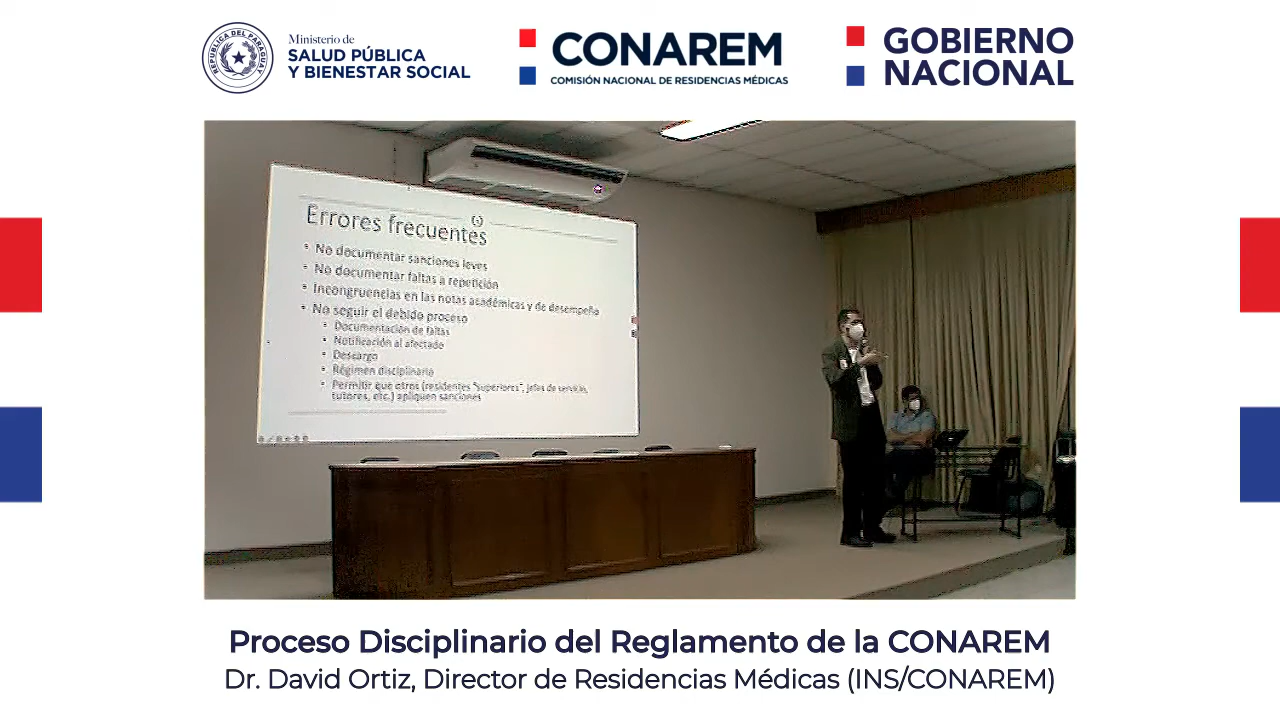 REPUBLICA DEL PARAGUAY
Ministerio de
SALUD PÚBLICA
Y BIENESTAR SOCIAL
CONAREM
COMISIÓN NACIONAL DE RESIDENCIAS MÉDICAS
GOBIERNO
NACIONAL
Errores frecuentes
• No documentar sanciones leves
• No documentar faltas a repetición
• Incongruencias en las notas académicas y de desempeño
• No seguir el debido proceso
• Documentación de faltas
• Notificación al afectado
• Descargo
• Régimen disciplinario
• Permitir que otros (residentes "superiores", jefes de servicio,
tutores, etc.) apliquen sanciones
Proceso Disciplinario del Reglamento de la CONAREM
Dr. David Ortiz, Director de Residencias Médicas (INS/CONAREM)